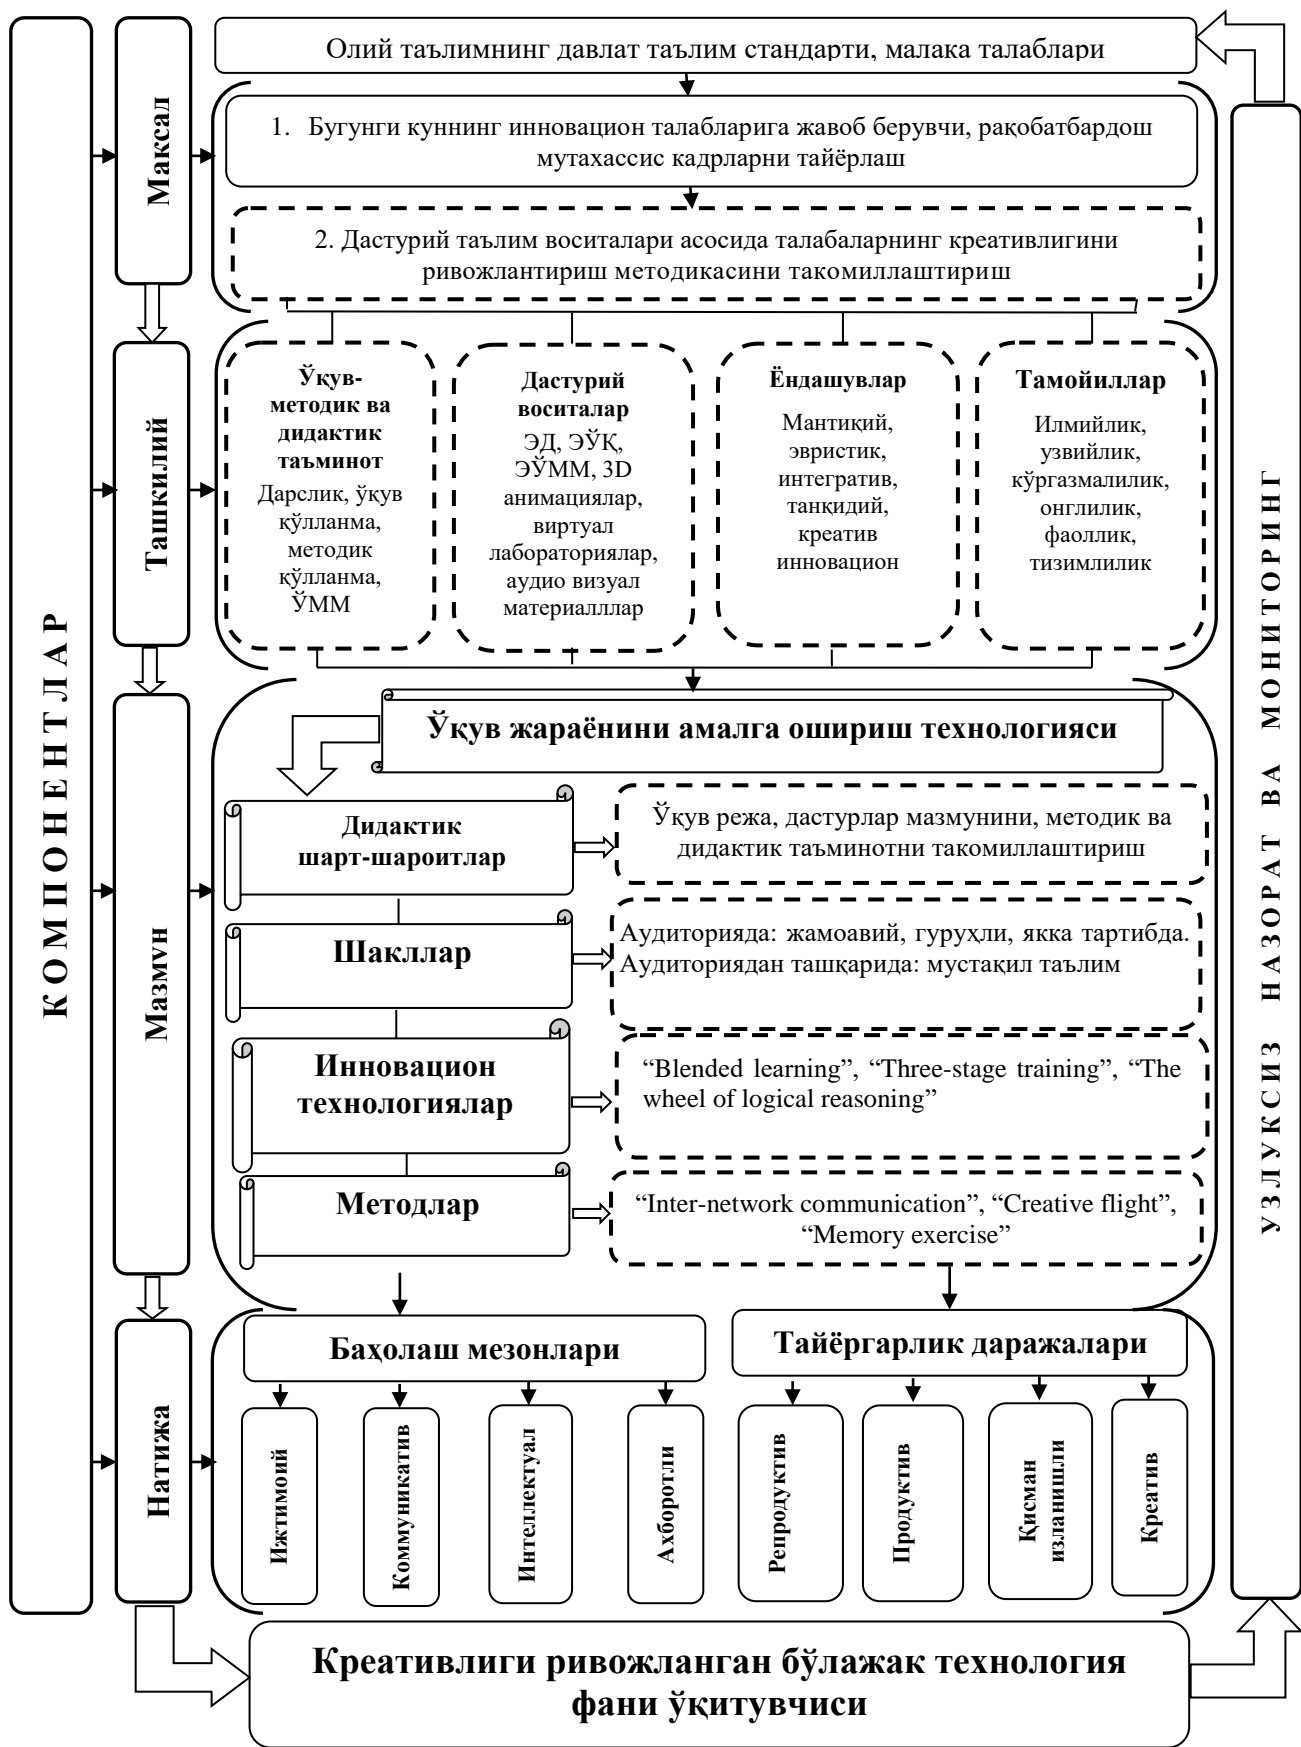 КОМПОНЕНТЛАР
Максад
Олий таълимнинг давлат таълим стандарти, малака талаблари
1. Бугунги куннинг инновацион талабларига жавоб берувчи, рақобатбардош
мутахассис кадрларни тайёрлаш
2. Дастурий таълим воситалари асосида талабаларнинг креативлигини
ривожлантириш методикасини такомиллаштириш
Ташкилий
Ўқув-
методик ва
дидактик
таъминот
Дарслик, ўқув
қўлланма,
методик
қўлланма,
ЎММ
Дастурий
воситалар
ЭД, ЭЎҚ,
ЭЎММ, 3D
анимациялар,
виртуал
лабораториялар,
аудио визуал
материалллар
Ёндашувлар
Мантиқий,
эвристик,
интегратив,
танқидий,
креатив
инновацион
Тамойиллар
Илмийлик,
узвийлик,
кўргазмалилик,
онглилик,
фаоллик,
тизимлилик
Мазмун
Ўқув жараёнини амалга ошириш технологияси
Дидактик
шарт-шароитлар
Ўқув режа, дастурлар мазмунини, методик ва
дидактик таъминотни такомиллаштириш
Шакллар
Аудиторияда: жамоавий, гуруҳли, якка тартибда.
Аудиториядан ташқарида: мустақил таълим
Инновацион
технологиялар
“Blended learning”, “Three-stage training”, “The
wheel of logical reasoning”
Методлар
“Inter-network communication”, “Creative flight”,
“Memory exercise”
Натижа
Баҳолаш мезонлари
Ижтимоий
Коммуникатив
Интеллектуал
Ахборотли
Тайёргарлик даражалари
Репродуктив
Продуктив
Қисман
изланишли
Креатив
Креативлиги ривожланган бўлажак технология
фани ўқитувчиси
УЗЛУКСИЗ НАЗОРАТ ВА МОНИТОРИНГ